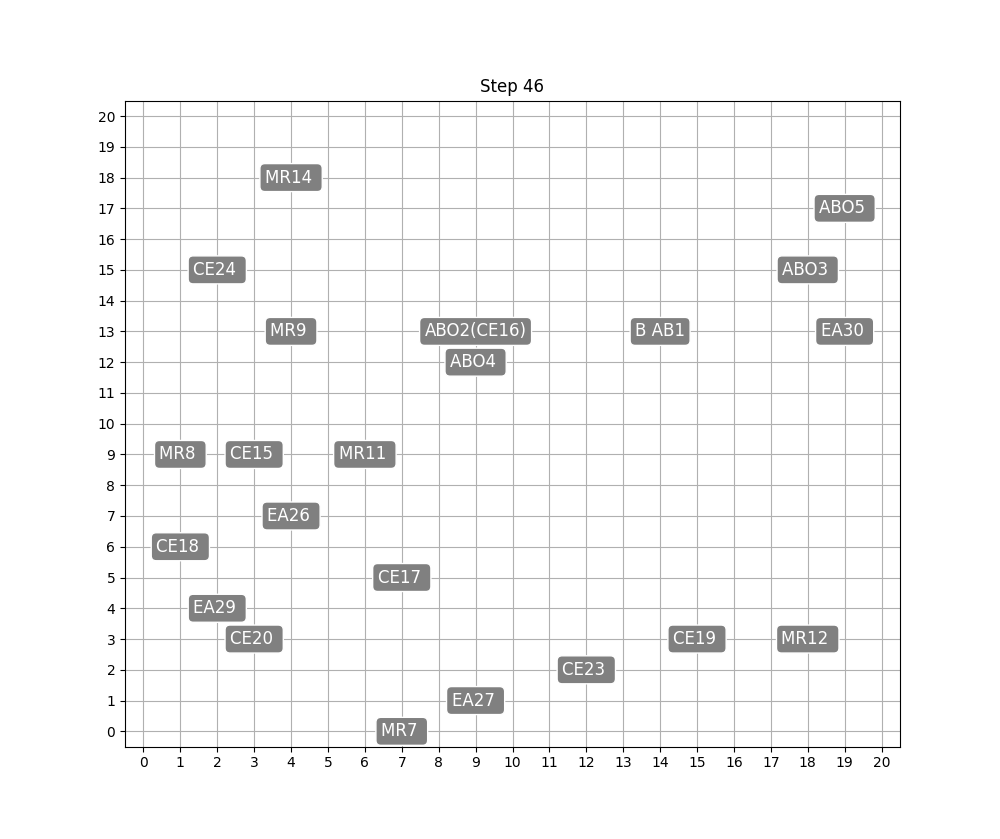 Step 46
20
19
18 MR14
17 ABO5
16
15 CE24 ABO3
14
13 MR9 ABO2(CE16) B AB1 EA30
12 ABO4
11
10
9 MR8 CE15 MR11
8
7 EA26
6 CE18
5 CE17
4 EA29
3 CE20 CE19 MR12
2 CE23
1 EA27
0 MR7
0 1 2 3 4 5 6 7 8 9 10 11 12 13 14 15 16 17 18 19 20